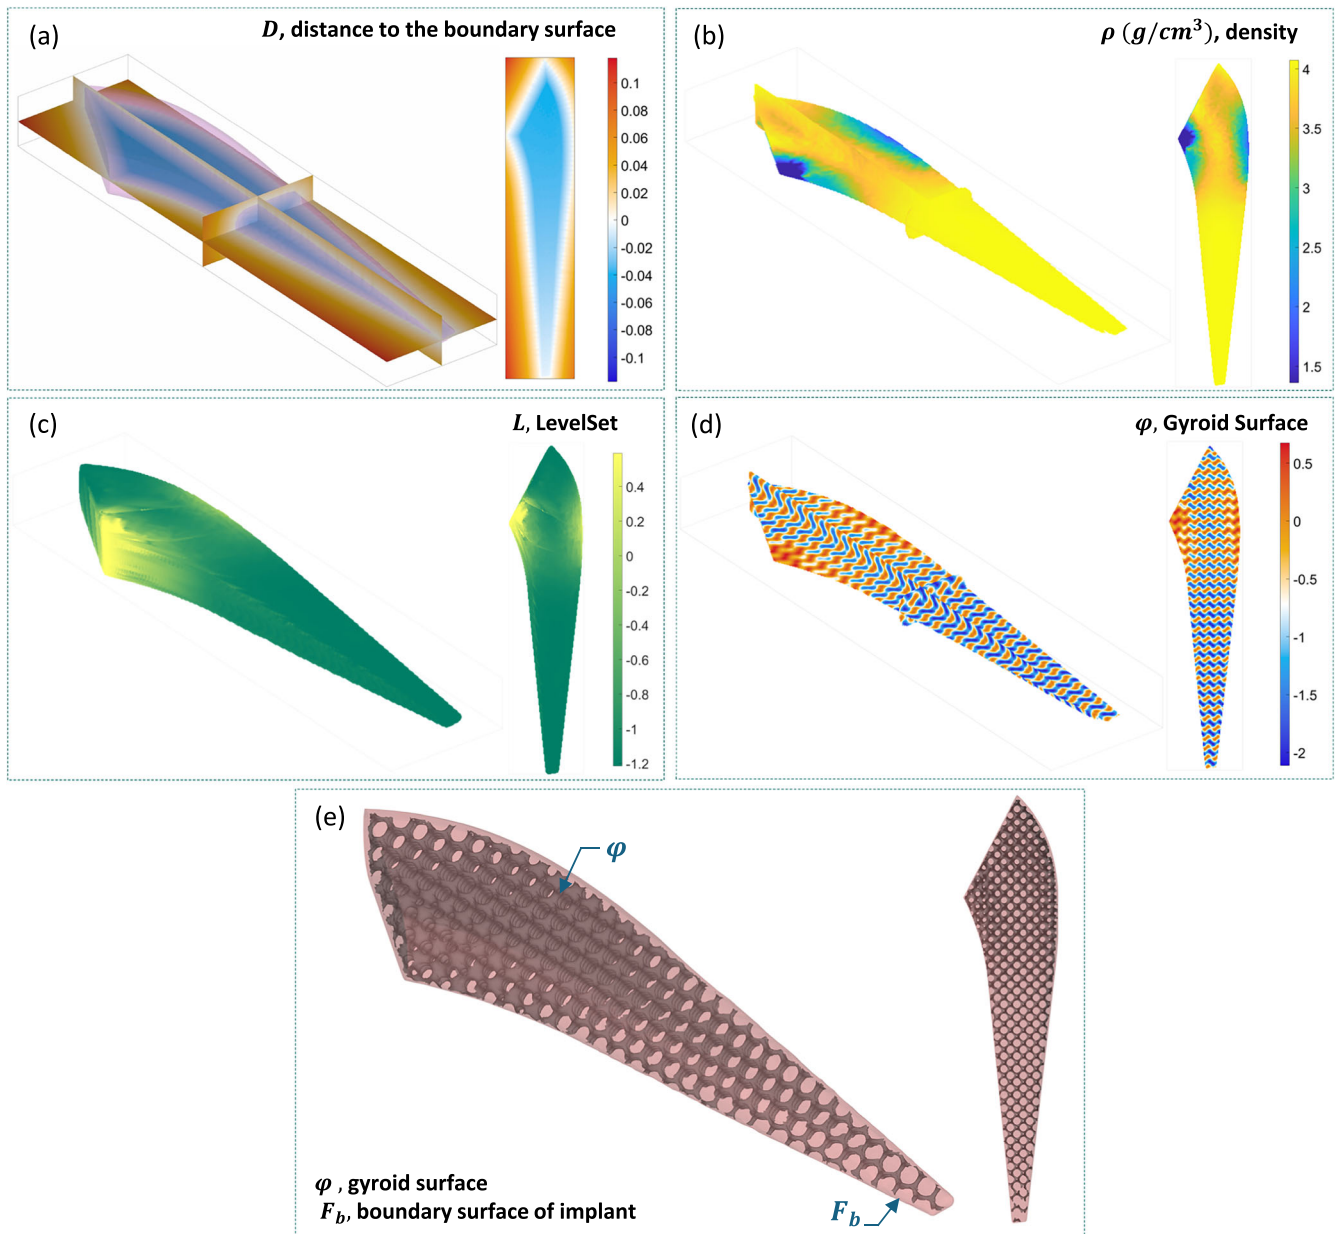 (a)
D, distance to the boundary surface
0.1
0.08
0.06
0.04
0.02
0
-0.02
-0.04
-0.06
-0.08
-0.1
(b)
ρ (g/cm³), density
4
3.5
3
2.5
2
1.5
(c)
L, LevelSet
0.4
0.2
0
-0.2
-0.4
-0.6
-0.8
-1
-1.2
(d)
φ, Gyroid Surface
0.5
0
-0.5
-1
-1.5
-2
(e)
φ
φ , gyroid surface
F_b, boundary surface of implant
F_b